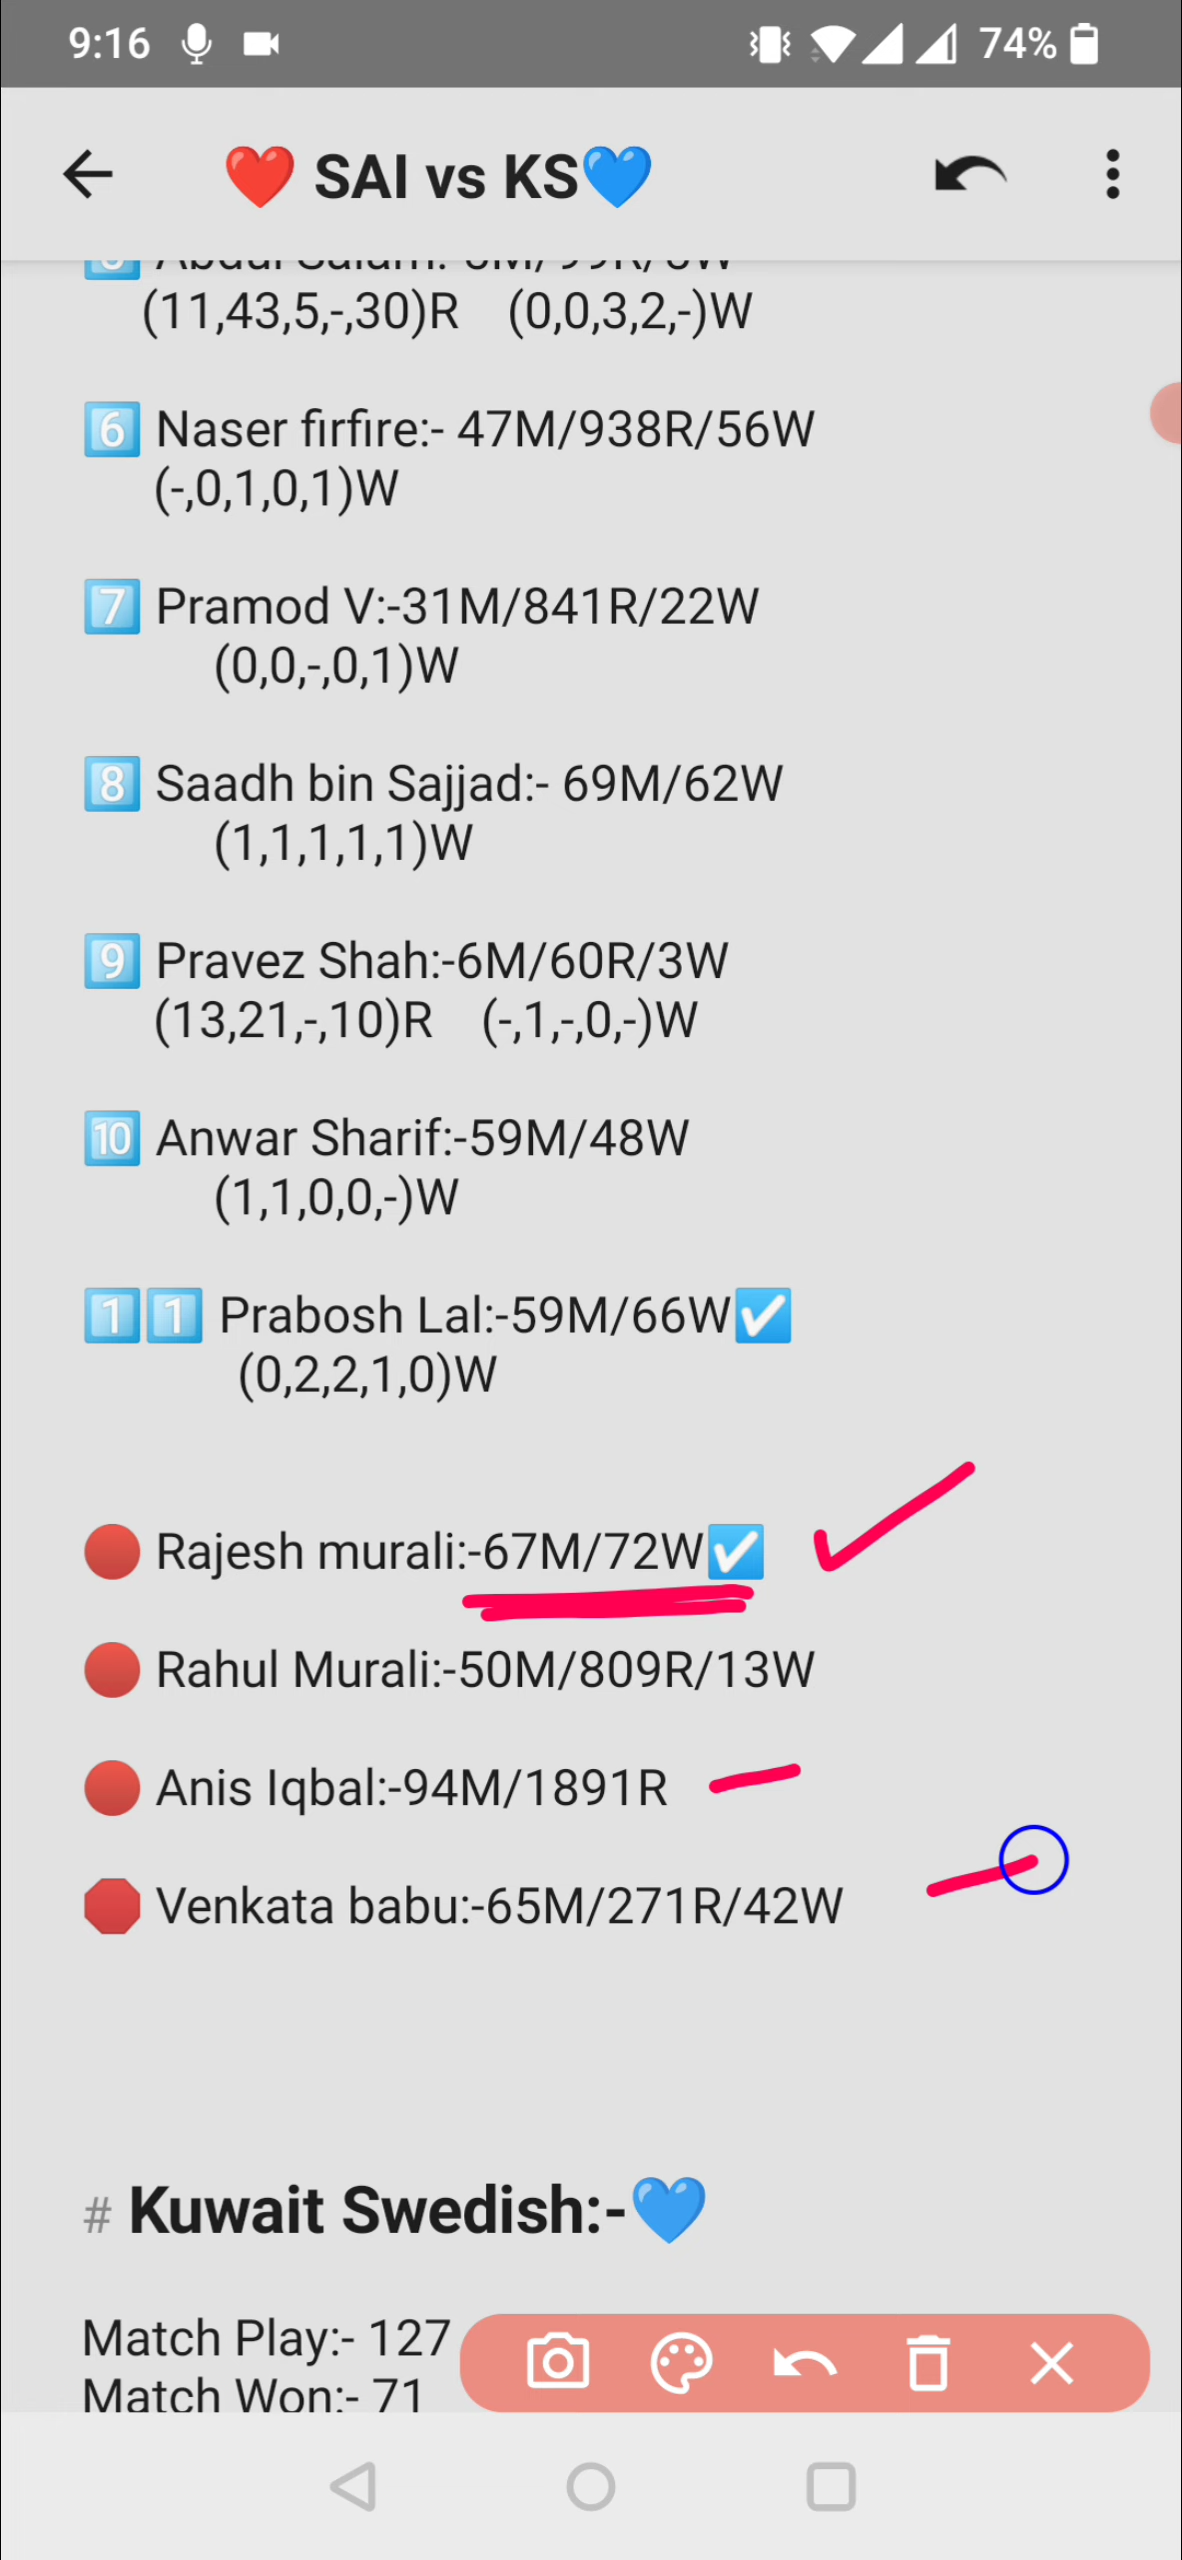 9:16 74%
❤️ SAI vs KS💙
(11,43,5,-,30)R (0,0,3,2,-)W
6️⃣ Naser firfire:- 47M/938R/56W
(-,0,1,0,1)W
7️⃣ Pramod V:-31M/841R/22W
(0,0,-,0,1)W
8️⃣ Saadh bin Sajjad:- 69M/62W
(1,1,1,1,1)W
9️⃣ Pravez Shah:-6M/60R/3W
(13,21,-,10)R (-,1,-,0,-)W
🔟 Anwar Sharif:-59M/48W
(1,1,0,0,-)W
1️⃣1️⃣ Prabosh Lal:-59M/66W☑️
(0,2,2,1,0)W
🔴 Rajesh murali:-67M/72W☑️
🔴 Rahul Murali:-50M/809R/13W
🔴 Anis Iqbal:-94M/1891R
🛑 Venkata babu:-65M/271R/42W
# Kuwait Swedish:-💙
Match Play:- 127
Match Won:- 71